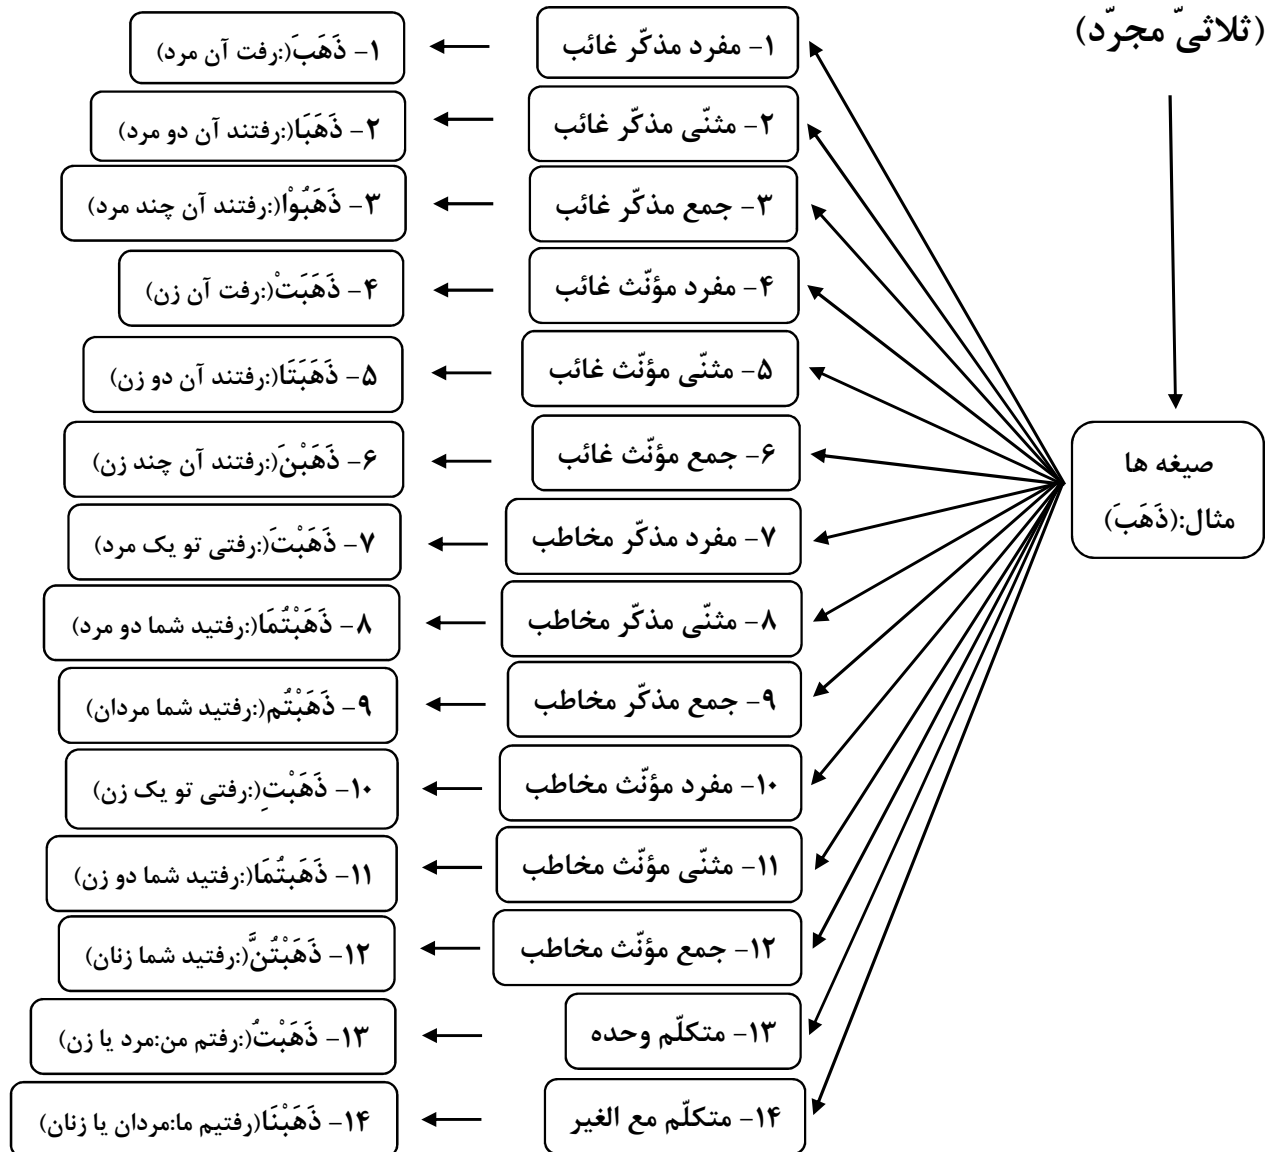 (ثلاثیّ مجرّد)
صیغه ها
مثال:(ذَهَبَ)
۱- مفرد مذکّر غائب
۱- ذَهَبَ(:رفت آن مرد)
۲- مثنّی مذکّر غائب
۲- ذَهَبَا(:رفتند آن دو مرد)
۳- جمع مذکّر غائب
۳- ذَهَبُوْا(:رفتند آن چند مرد)
۴- مفرد مؤنّث غائب
۴- ذَهَبَتْ(:رفت آن زن)
۵- مثنّی مؤنّث غائب
۵- ذَهَبَتَا(:رفتند آن دو زن)
۶- جمع مؤنّث غائب
۶- ذَهَبْنَ(:رفتند آن چند زن)
۷- مفرد مذکّر مخاطب
۷- ذَهَبْتَ(:رفتی تو یک مرد)
۸- مثنّی مذکّر مخاطب
۸- ذَهَبْتُمَا(:رفتید شما دو مرد)
۹- جمع مذکّر مخاطب
۹- ذَهَبْتُم(:رفتید شما مردان)
۱۰- مفرد مؤنّث مخاطب
۱۰- ذَهَبْتِ(:رفتی تو یک زن)
۱۱- مثنّی مؤنّث مخاطب
۱۱- ذَهَبتُمَا(:رفتید شما دو زن)
۱۲- جمع مؤنّث مخاطب
۱۲- ذَهَبْتُنَّ(:رفتید شما زنان)
۱۳- متکلّم وحده
۱۳- ذَهَبْتُ(:رفتم من:مرد یا زن)
۱۴- متکلّم مع الغیر
۱۴- ذَهَبْنَا(رفتیم ما:مردان یا زنان)